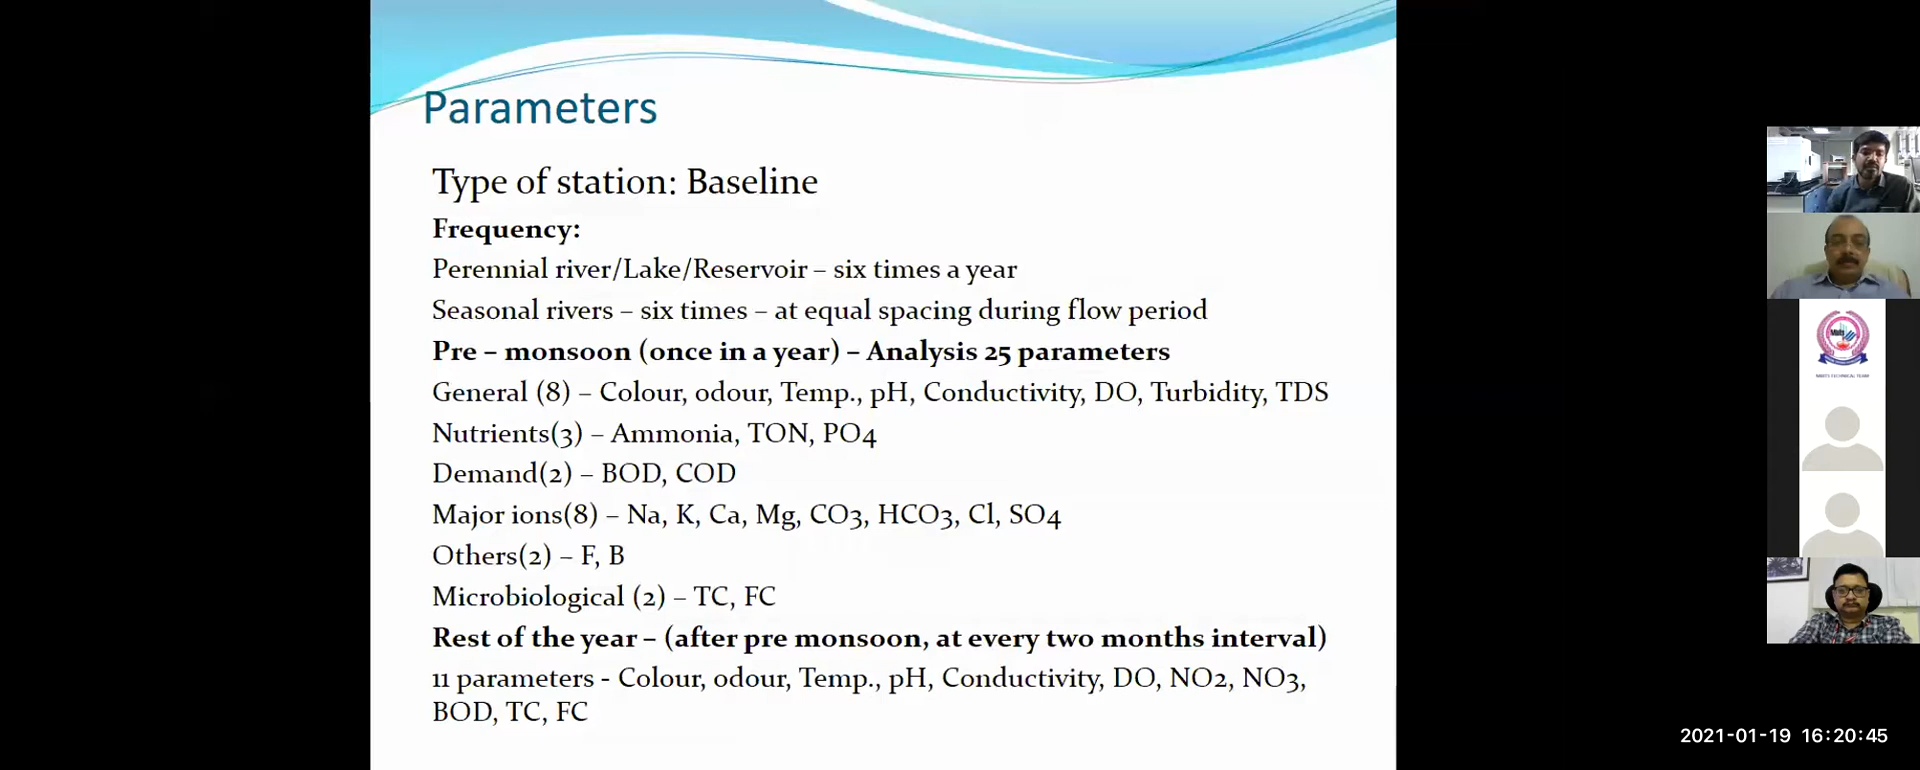 Parameters
Type of station: Baseline
Frequency:
Perennial river/Lake/Reservoir – six times a year
Seasonal rivers – six times – at equal spacing during flow period
Pre – monsoon (once in a year) – Analysis 25 parameters
General (8) – Colour, odour, Temp., pH, Conductivity, DO, Turbidity, TDS
Nutrients(3) – Ammonia, TON, PO4
Demand(2) – BOD, COD
Major ions(8) – Na, K, Ca, Mg, CO3, HCO3, Cl, SO4
Others(2) – F, B
Microbiological (2) – TC, FC
Rest of the year – (after pre monsoon, at every two months interval)
11 parameters - Colour, odour, Temp., pH, Conductivity, DO, NO2, NO3,
BOD, TC, FC
2021-01-19 16:20:45